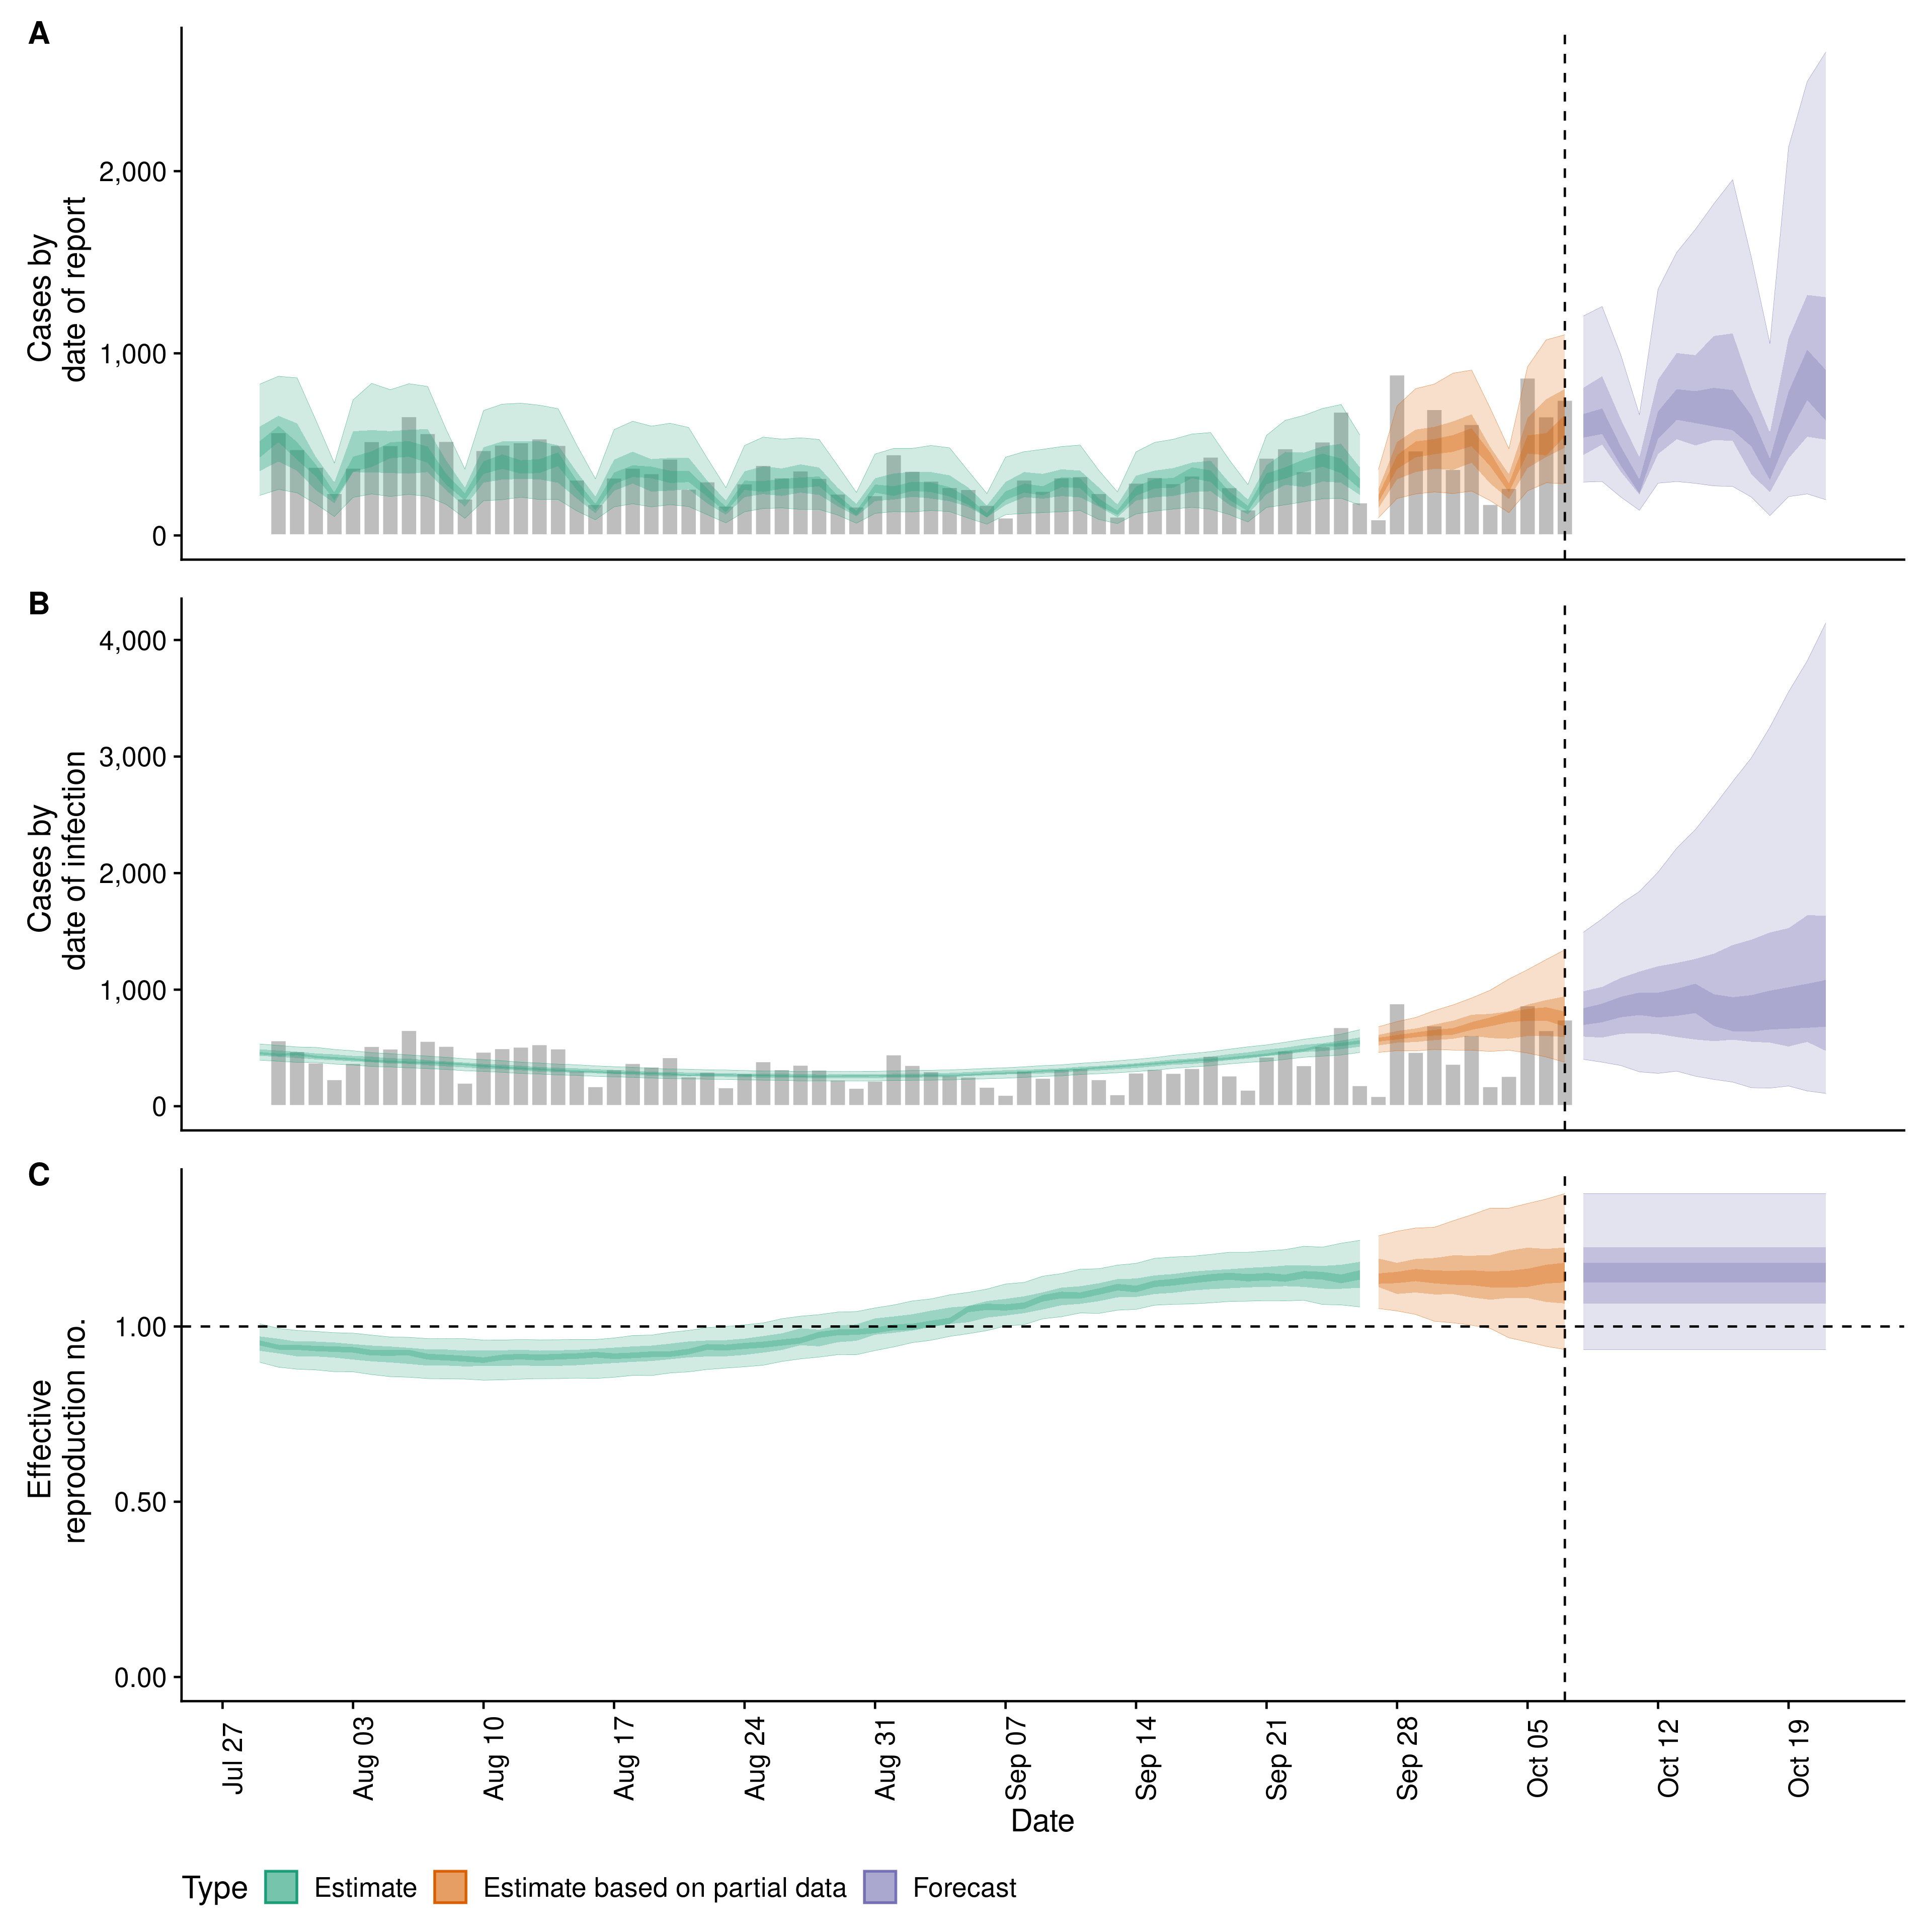 A
Cases by
date of report
2,000
1,000
0
B
Cases by
date of infection
4,000
3,000
2,000
1,000
0
C
Effective
reproduction no.
1.00
0.50
0.00
Jul 27
Aug 03
Aug 10
Aug 17
Aug 24
Aug 31
Sep 07
Sep 14
Sep 21
Sep 28
Oct 05
Oct 12
Oct 19
Date
Type Estimate Estimate based on partial data Forecast